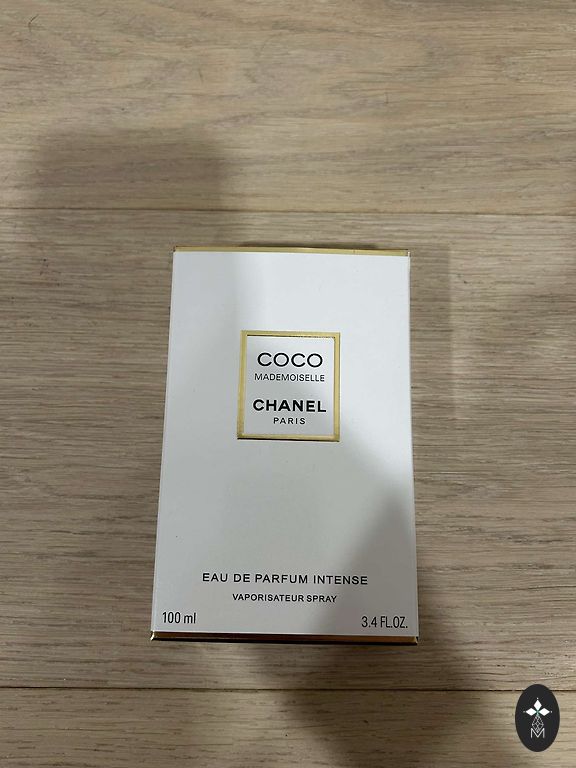 COCO
MADEMOISELLE
CHANEL
PARIS
EAU DE PARFUM INTENSE
VAPORISATEUR SPRAY
100 ml 3.4 FL.OZ.
M